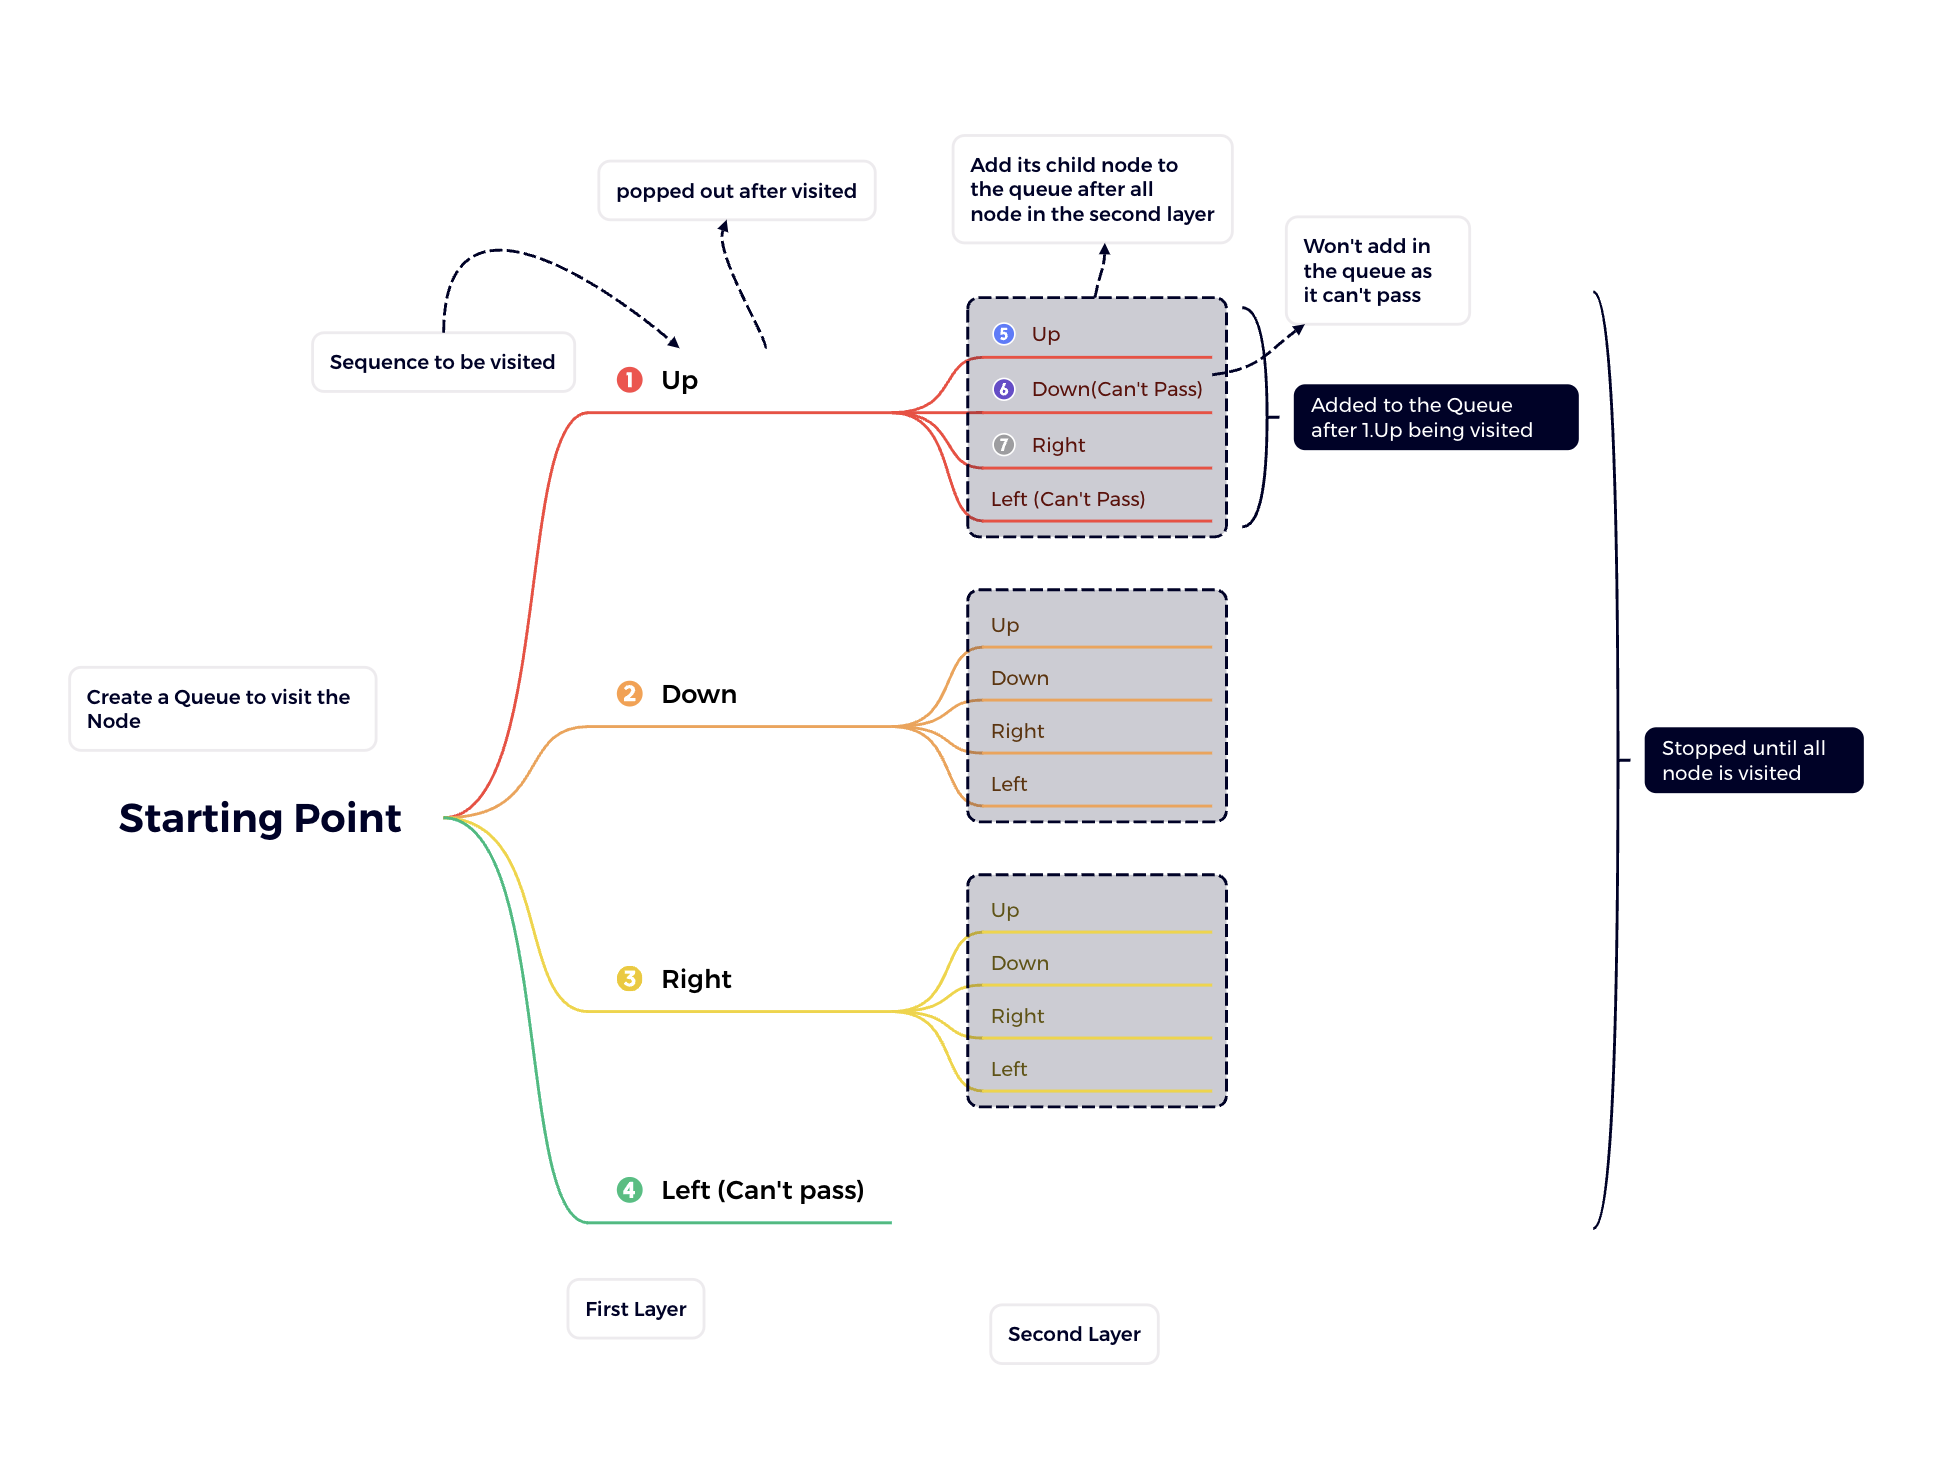 Add its child node to
the queue after all
node in the second layer
popped out after visited
Won't add in
the queue as
it can't pass
Sequence to be visited
1 Up
5 Up
6 Down(Can't Pass)
7 Right
Left (Can't Pass)
Added to the Queue
after 1.Up being visited
Create a Queue to visit the
Node
Starting Point
2 Down
Up
Down
Right
Left
Stopped until all
node is visited
3 Right
Up
Down
Right
Left
4 Left (Can't pass)
First Layer
Second Layer